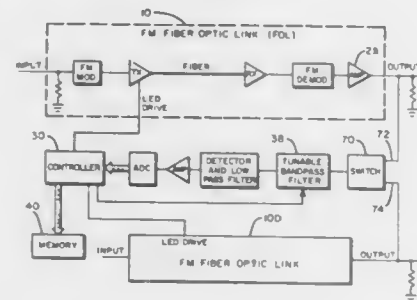 10
FM FIBER OPTIC LINK (FOL)
28
INPUT
OUTPUT
FM MOD
TX
FIBER
RX
FM DEMOD
AMP
LED DRIVE
30
38
70
72
CONTROLLER
ADC
AMP
DETECTOR AND LOW PASS FILTER
TUNABLE BANDPASS FILTER
SWITCH
40
74
MEMORY
100
LED DRIVE
INPUT
OUTPUT
FM FIBER OPTIC LINK